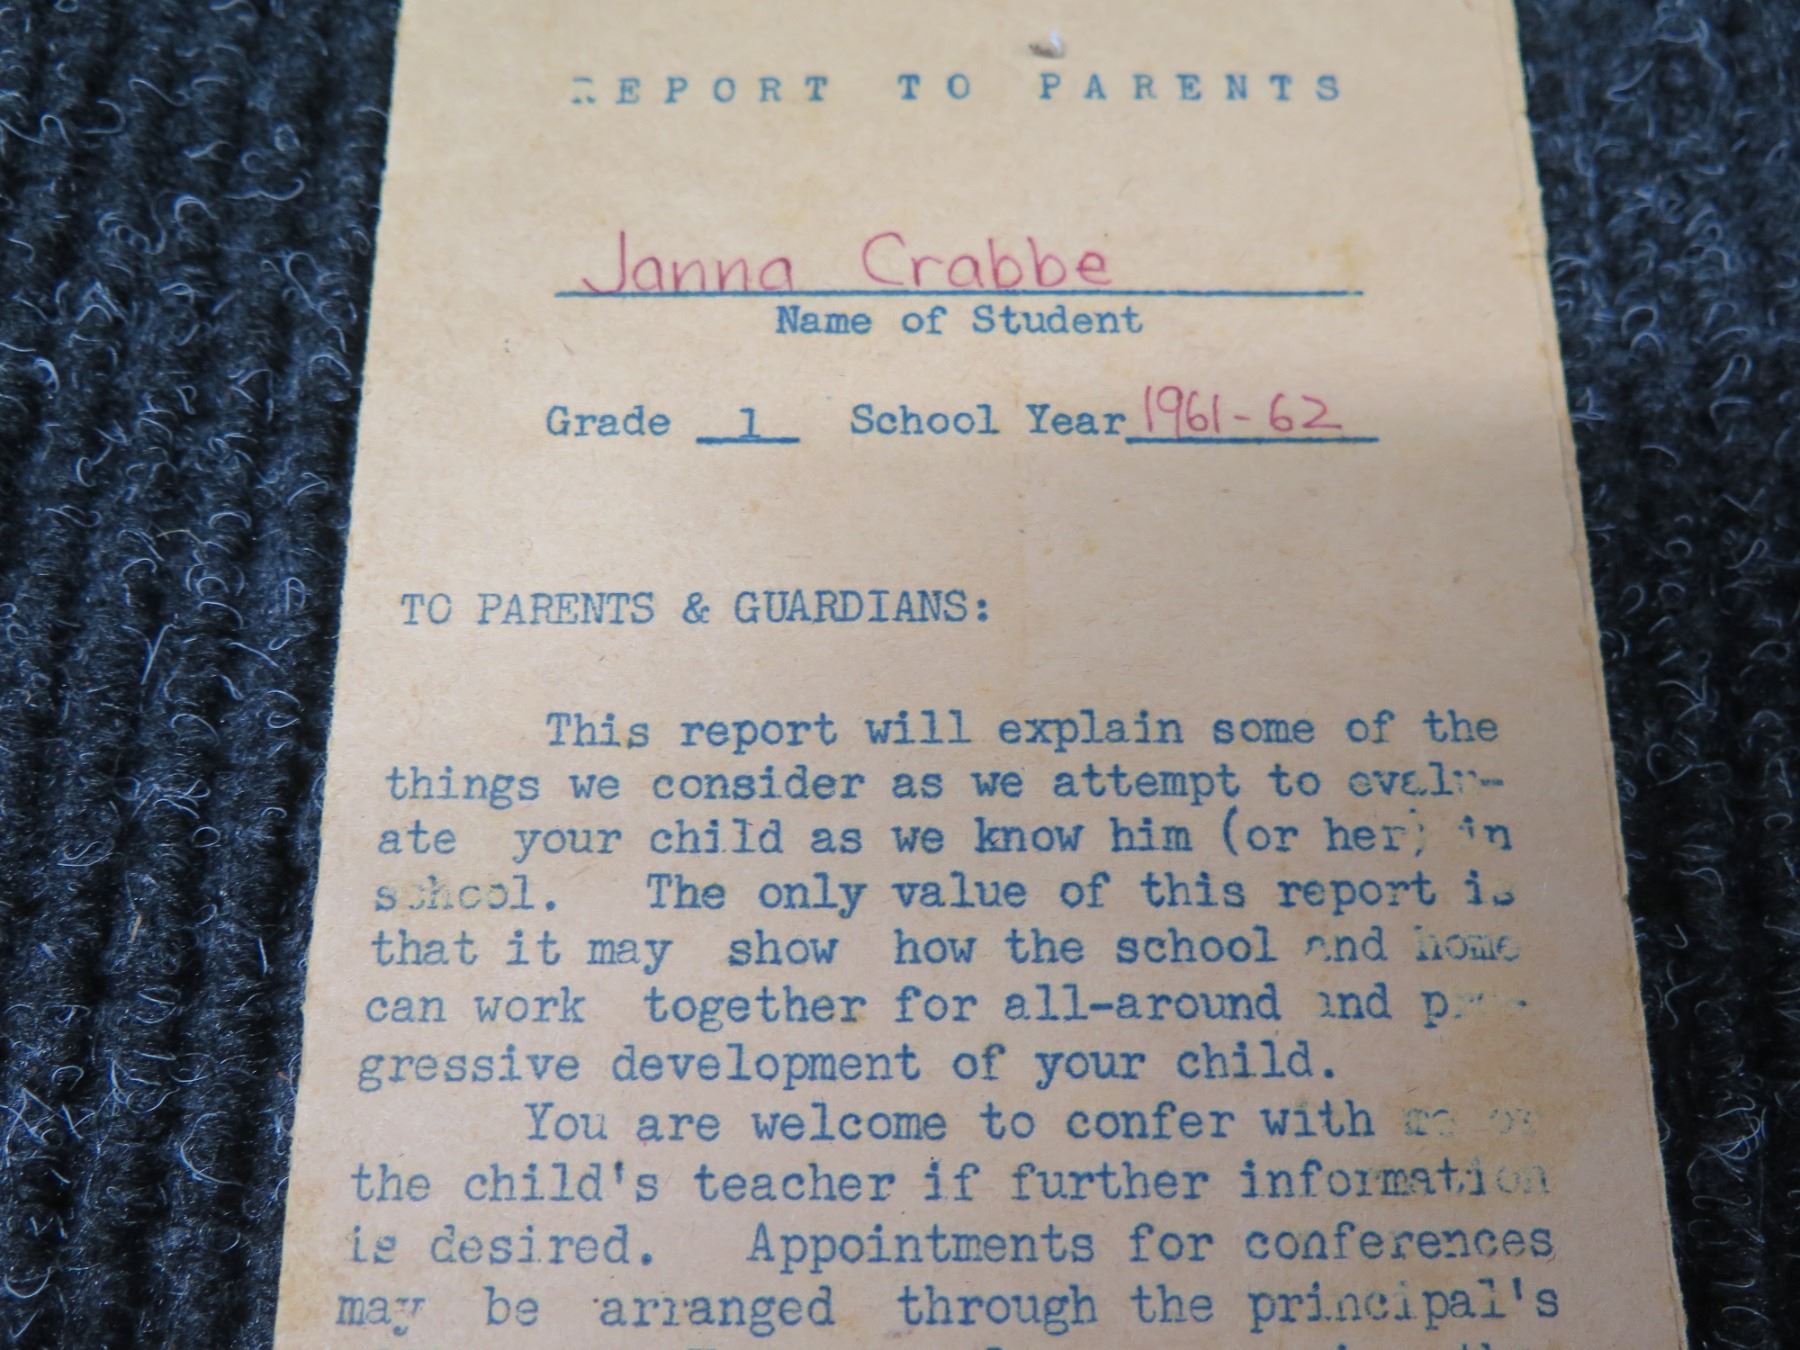 REPORT TO PARENTS
Janna Crabbe
Name of Student
Grade 1 School Year 1961-62
TO PARENTS & GUARDIANS:
This report will explain some of the
things we consider as we attempt to evalu-
ate your child as we know him (or her) in
school. The only value of this report is
that it may show how the school and home
can work together for all-around and pro-
gressive development of your child.
You are welcome to confer with me or
the child's teacher if further information
is desired. Appointments for conferences
may be arranged through the principal's